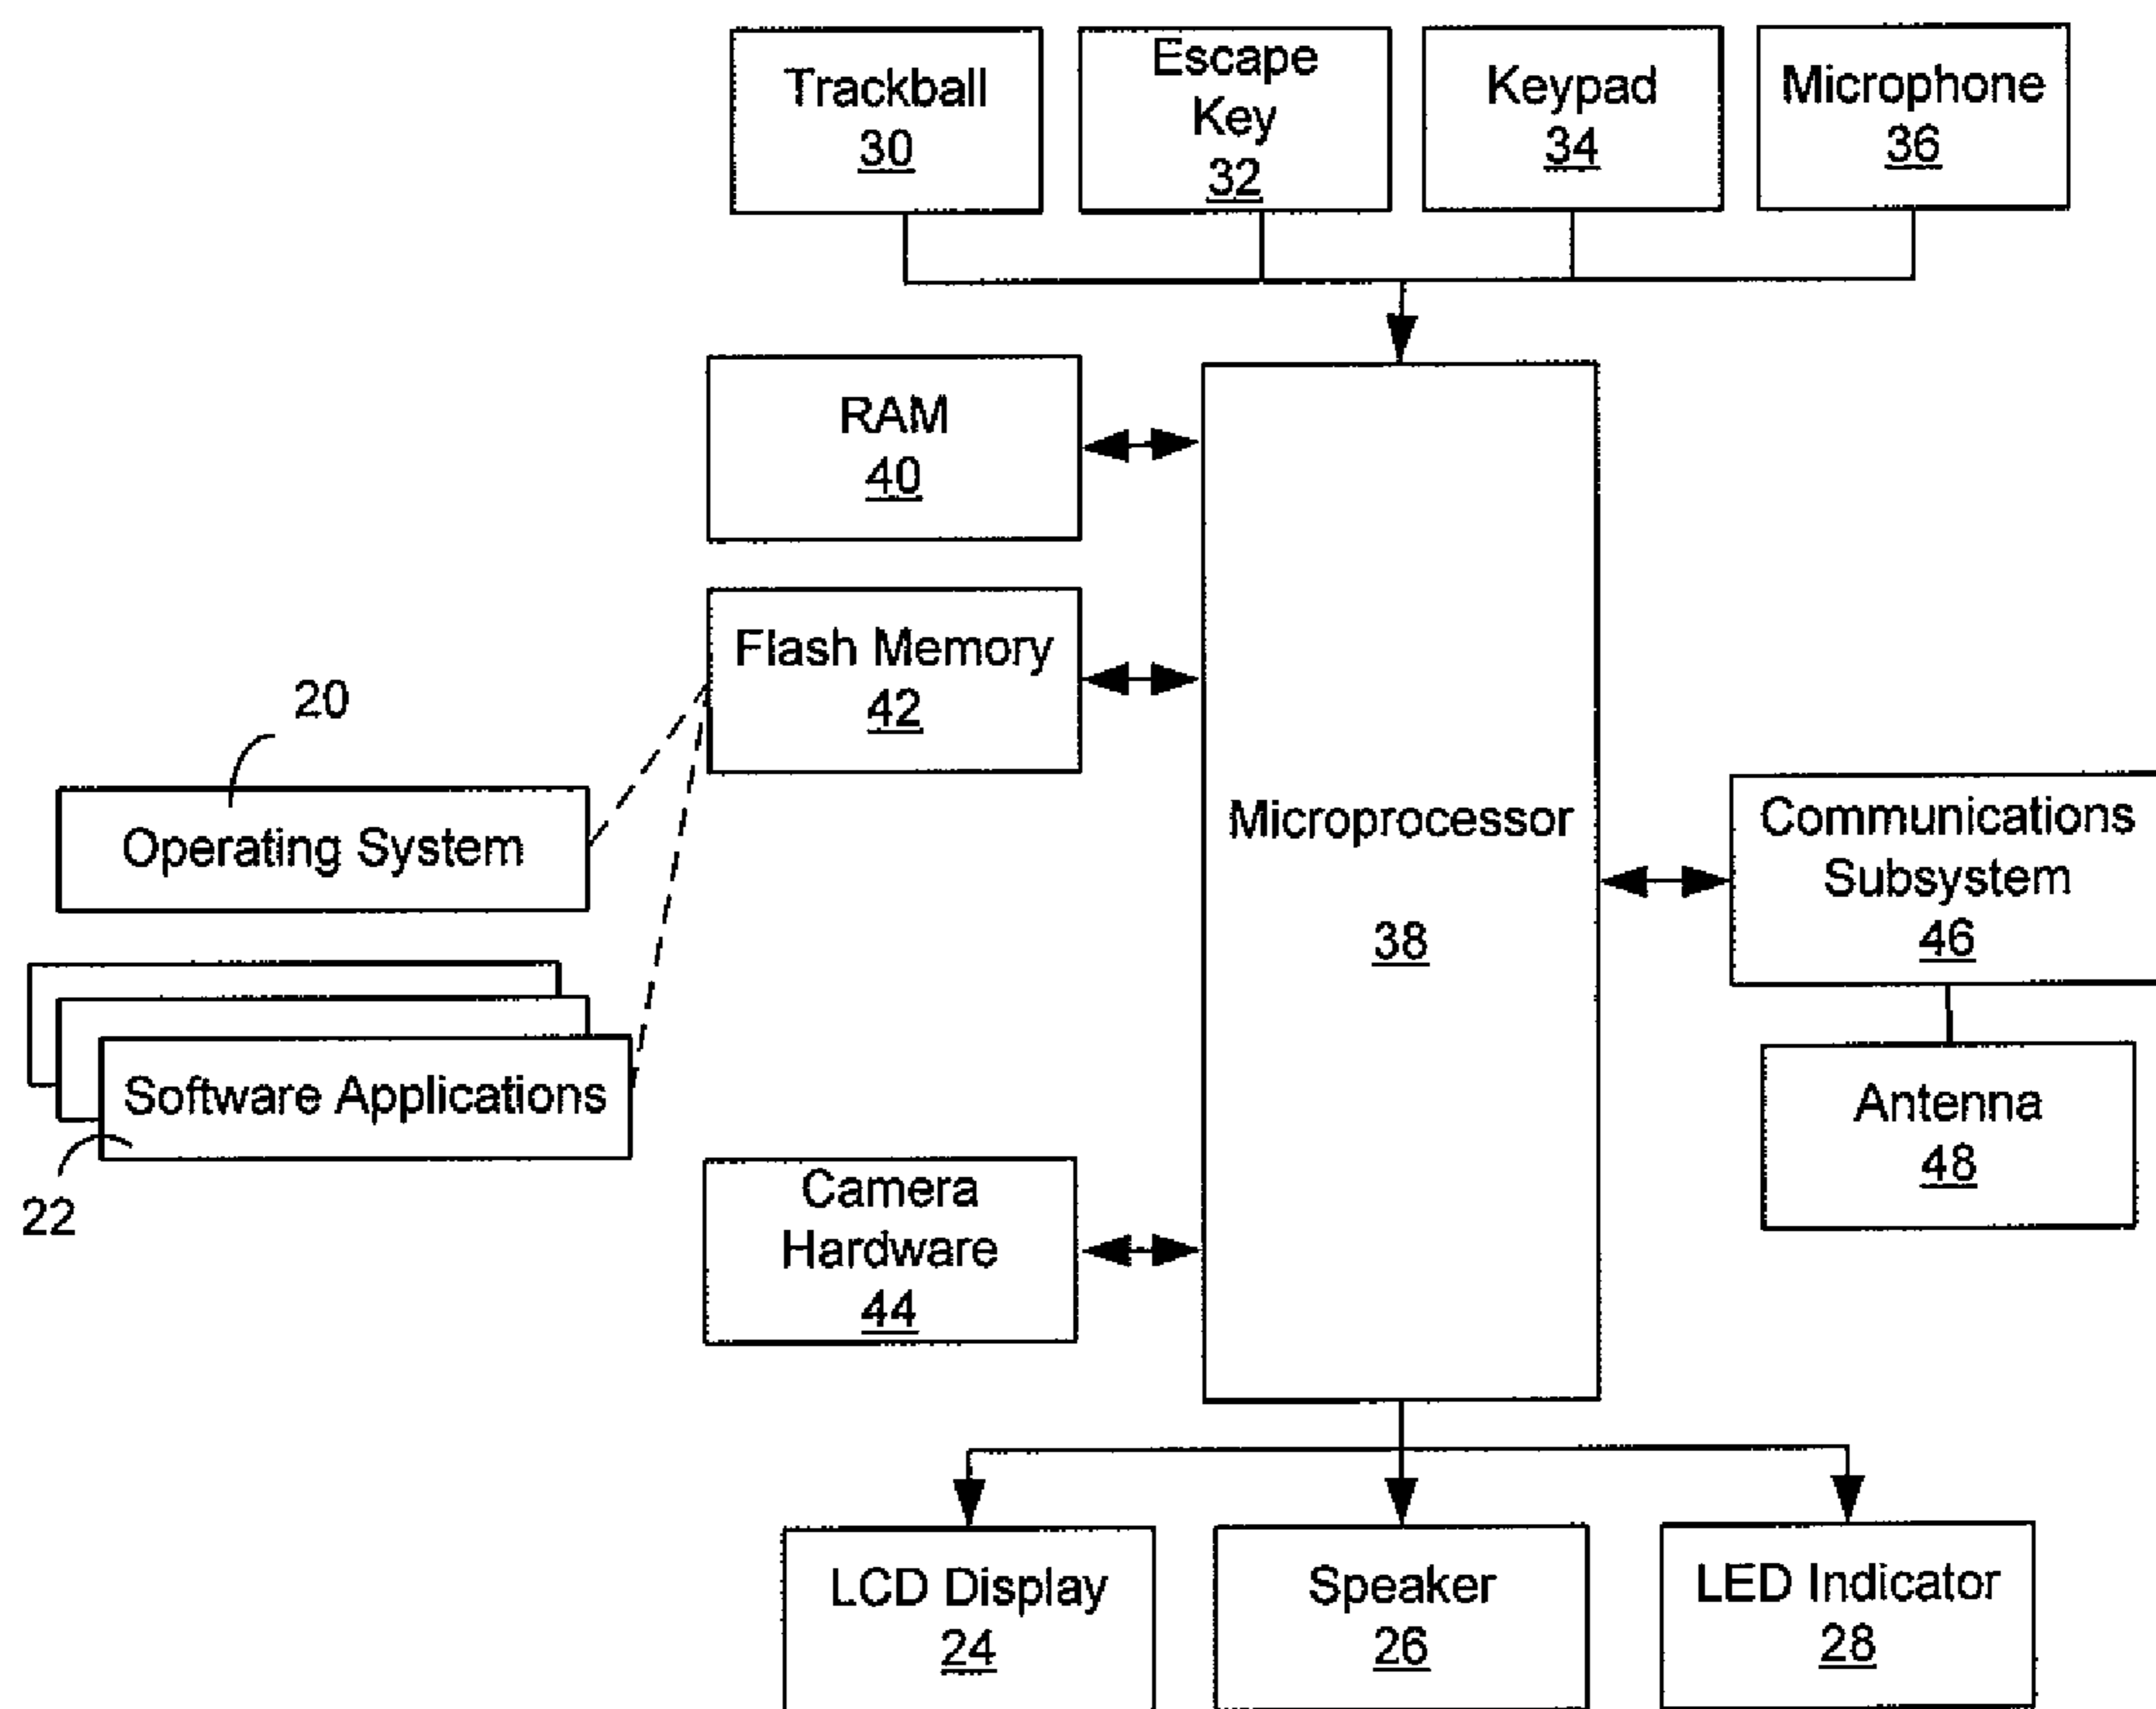 Trackball
30
Escape
Key
32
Keypad
34
Microphone
36
RAM
40
Flash Memory
42
20
Operating System
Software Applications
22
Microprocessor
38
Communications
Subsystem
46
Antenna
48
Camera
Hardware
44
LCD Display
24
Speaker
26
LED Indicator
28